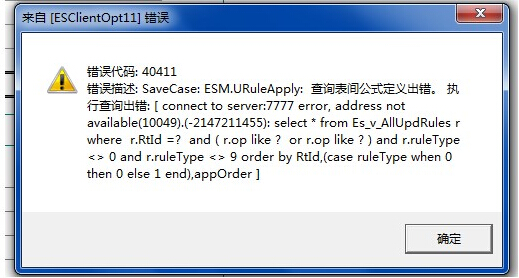 来自 [ESClientOpt11] 错误
错误代码: 40411
错误描述: SaveCase: ESM.URuleApply:  查询表间公式定义出错。 执
行查询出错: [ connect to server:7777 error, address not
available(10049).(-2147211455): select * from Es_v_AllUpdRules r
where  r.RtId =?  and ( r.op like ?  or r.op like ? ) and r.ruleType
<> 0 and r.ruleType <> 9 order by RtId,(case ruleType when 0
then 0 else 1 end),appOrder ]
确定